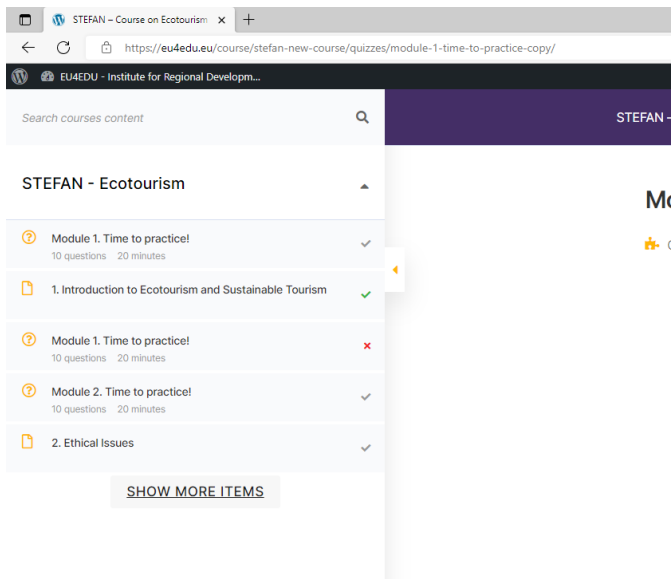 STEFAN – Course on Ecotourism
https://eu4edu.eu/course/stefan-new-course/quizzes/module-1-time-to-practice-copy/
EU4EDU - Institute for Regional Developm...
Search courses content
STEFAN –
STEFAN - Ecotourism
Module 1. Time to practice!
10 questions 20 minutes
1. Introduction to Ecotourism and Sustainable Tourism
Module 1. Time to practice!
10 questions 20 minutes
Module 2. Time to practice!
10 questions 20 minutes
2. Ethical Issues
SHOW MORE ITEMS